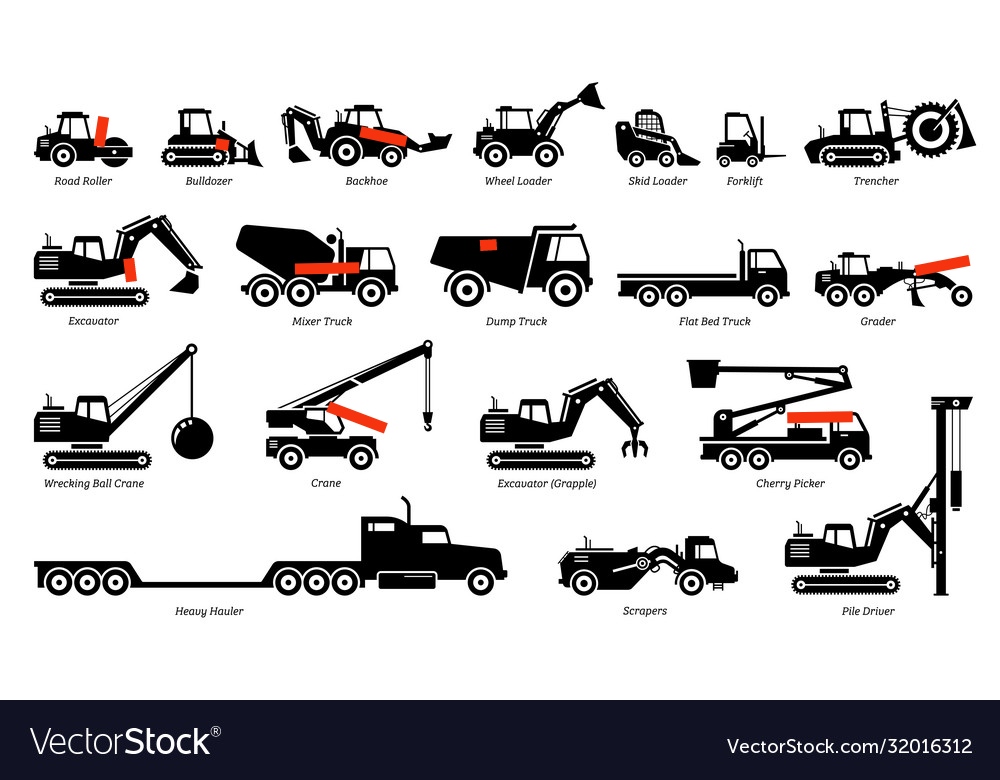 Road Roller
Bulldozer
Backhoe
Wheel Loader
Skid Loader
Forklift
Trencher
Excavator
Mixer Truck
Dump Truck
Flat Bed Truck
Grader
Wrecking Ball Crane
Crane
Excavator (Grapple)
Cherry Picker
Heavy Hauler
Scrapers
Pile Driver
VectorStock®
VectorStock.com/32016312